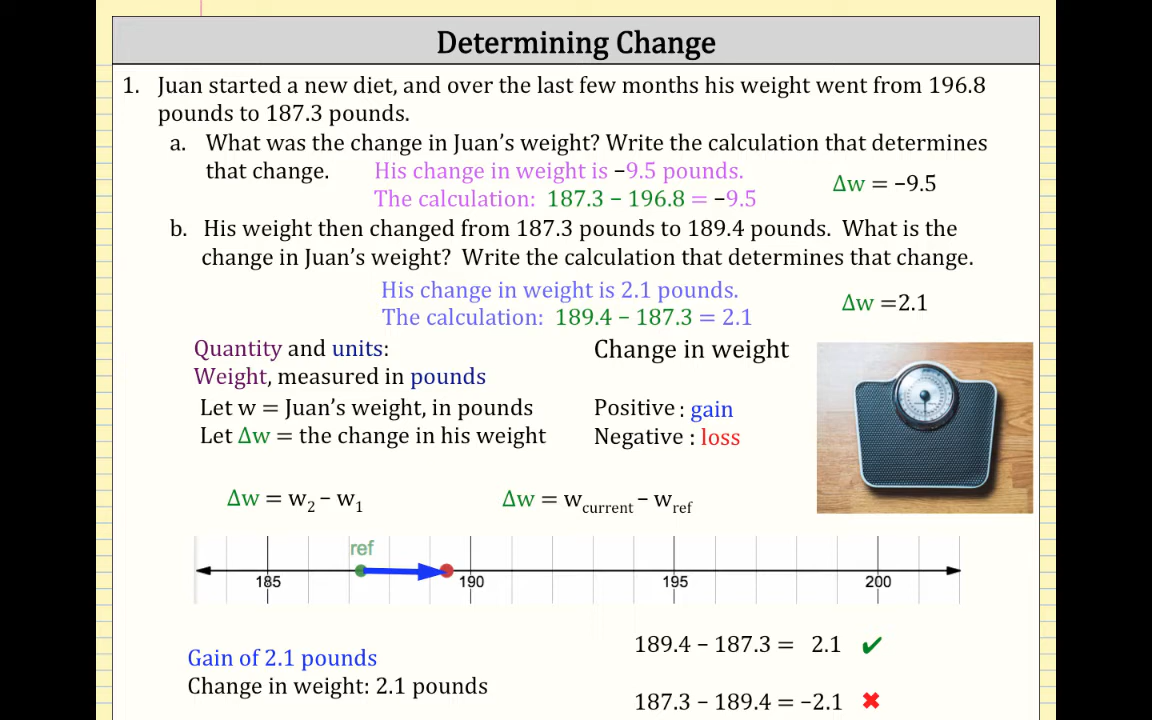 Determining Change
1. Juan started a new diet, and over the last few months his weight went from 196.8
pounds to 187.3 pounds.
a. What was the change in Juan's weight? Write the calculation that determines
that change. His change in weight is −9.5 pounds.
Δw = −9.5
The calculation: 187.3 − 196.8 = −9.5
b. His weight then changed from 187.3 pounds to 189.4 pounds. What is the
change in Juan's weight? Write the calculation that determines that change.
His change in weight is 2.1 pounds.
Δw =2.1
The calculation: 189.4 − 187.3 = 2.1
Quantity and units:
Weight, measured in pounds
Let w = Juan's weight, in pounds
Let Δw = the change in his weight
Change in weight
Positive : gain
Negative : loss
Δw = w₂ − w₁
Δw = w_current − w_ref
ref
185 190 195 200
Gain of 2.1 pounds
Change in weight: 2.1 pounds
189.4 − 187.3 = 2.1 ✔
187.3 − 189.4 = −2.1 ✖